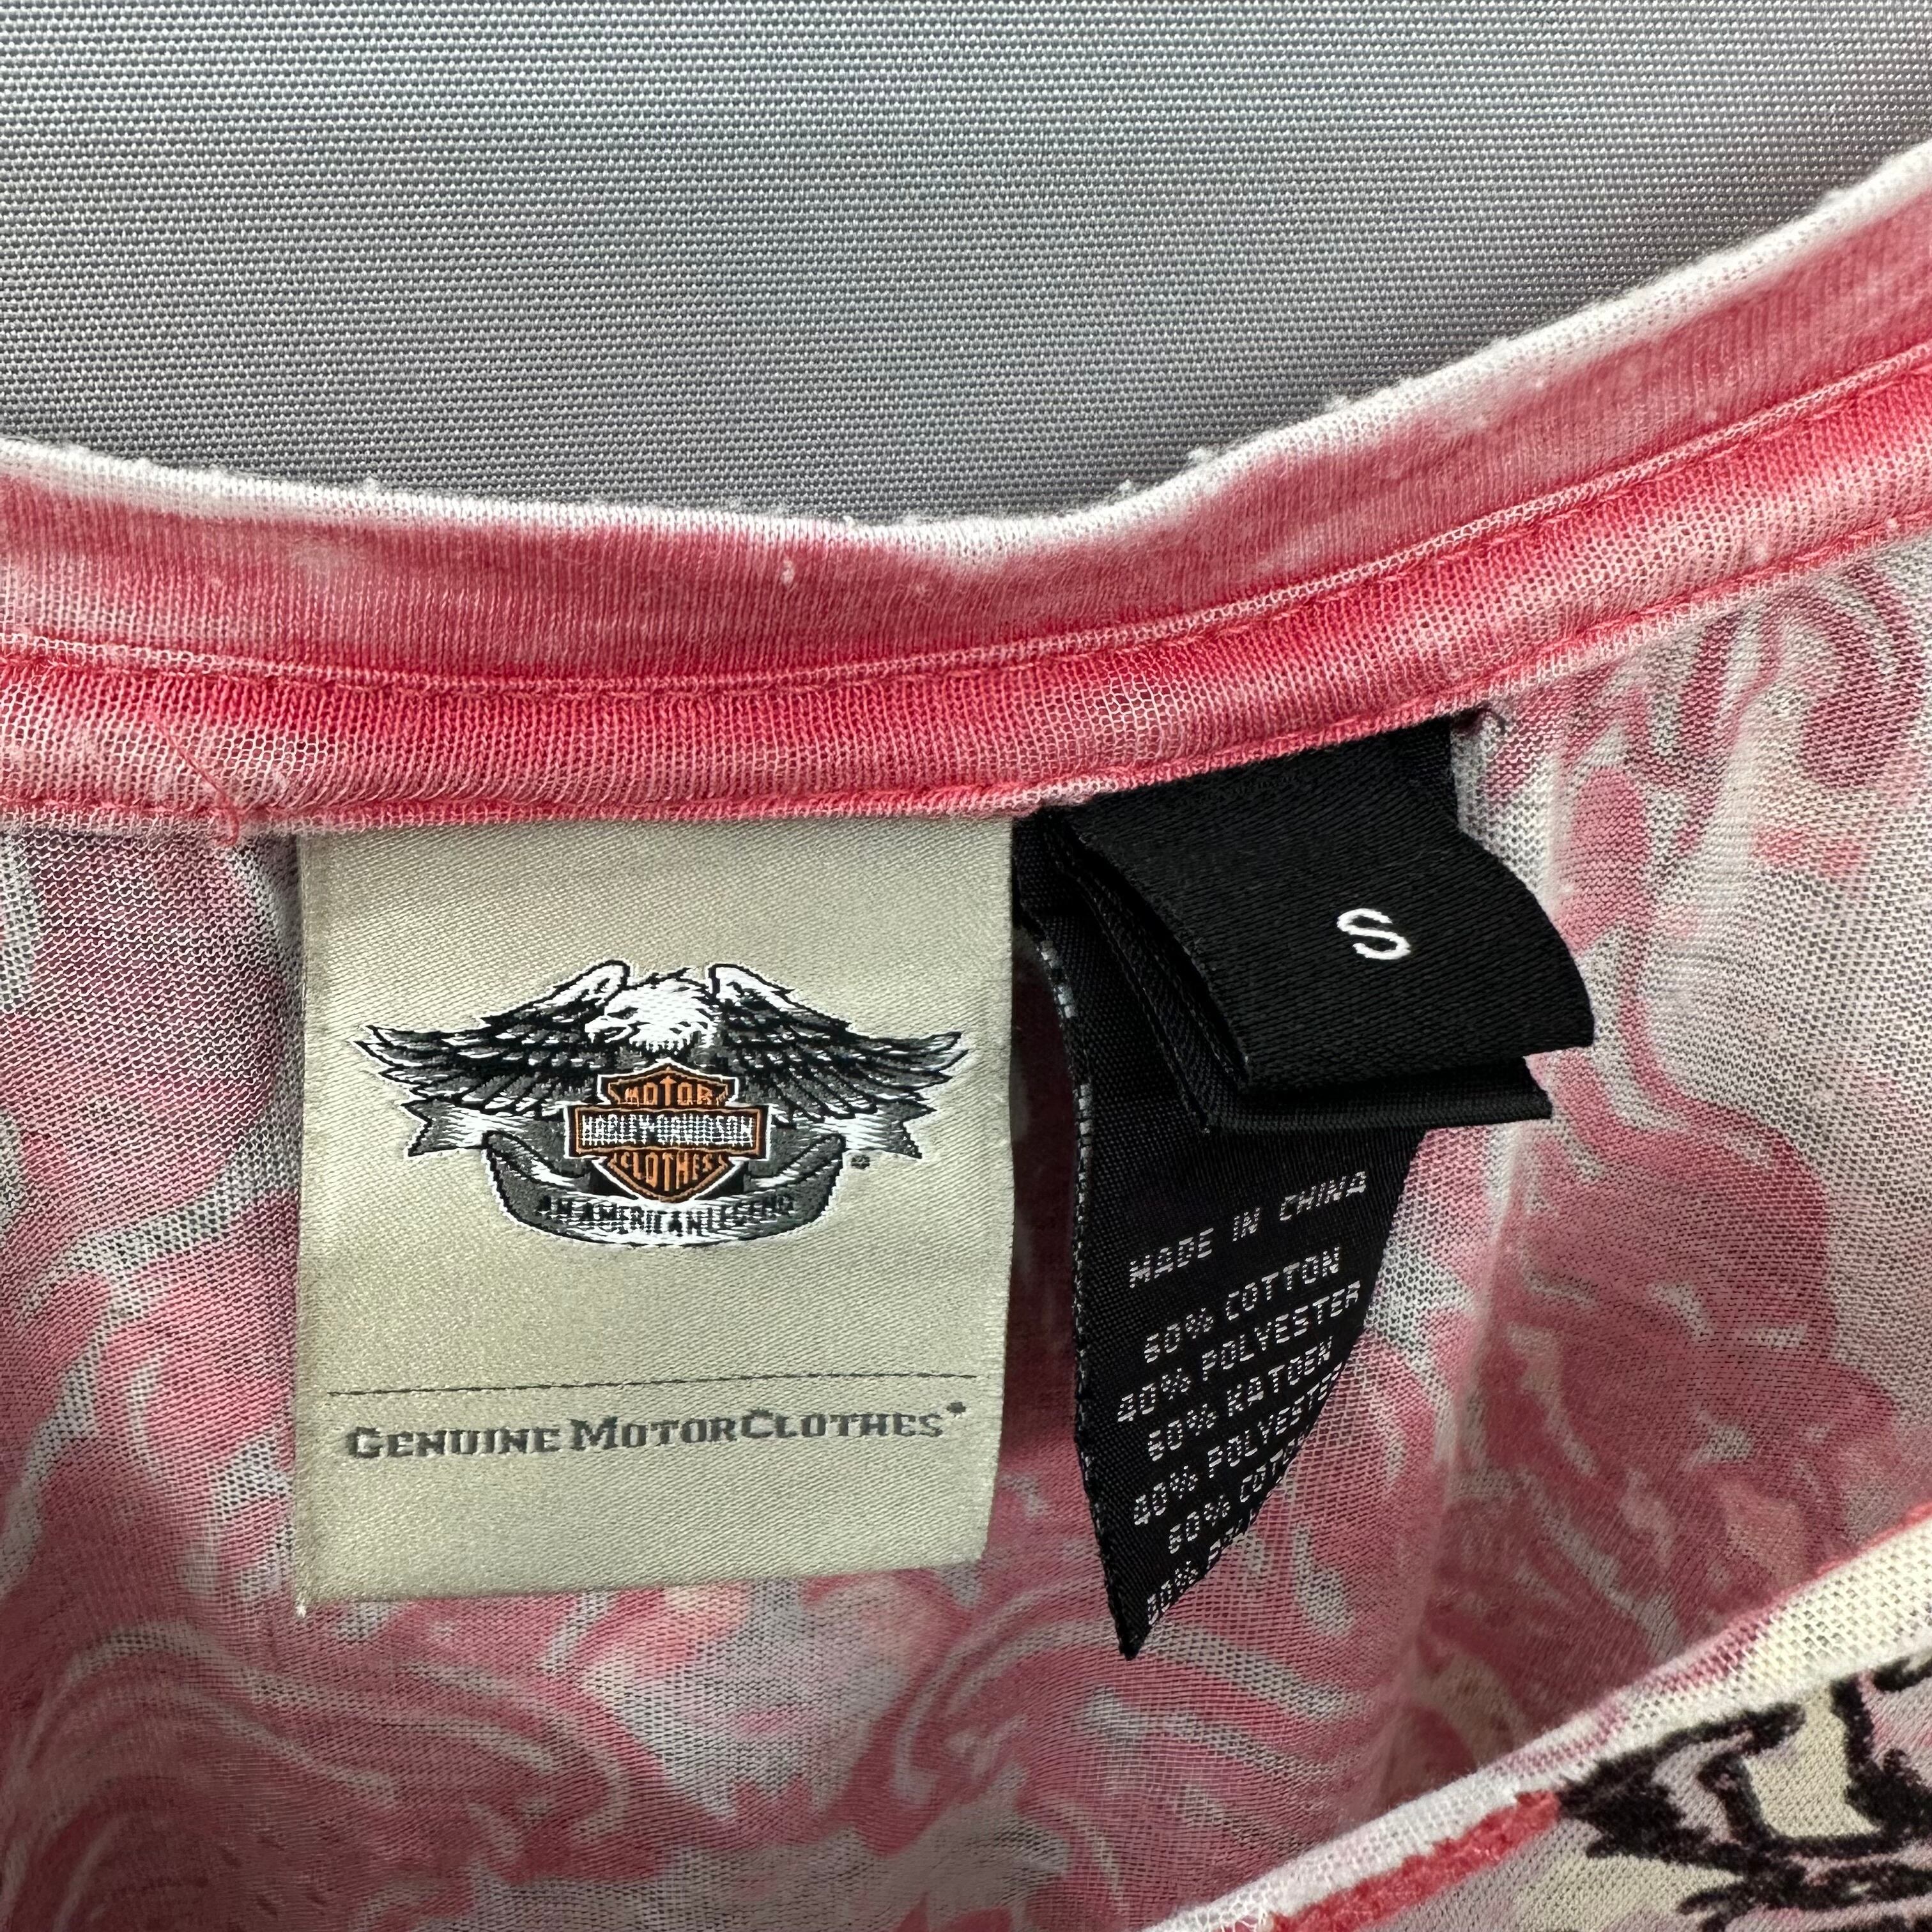 MOTOR
HARLEY-DAVIDSON
CLOTHES
AN AMERICAN LEGEND
GENUINE MOTORCLOTHES
S
MADE IN CHINA
60% COTTON
40% POLYESTER
60% KATOEN
40% POLYESTER
60%